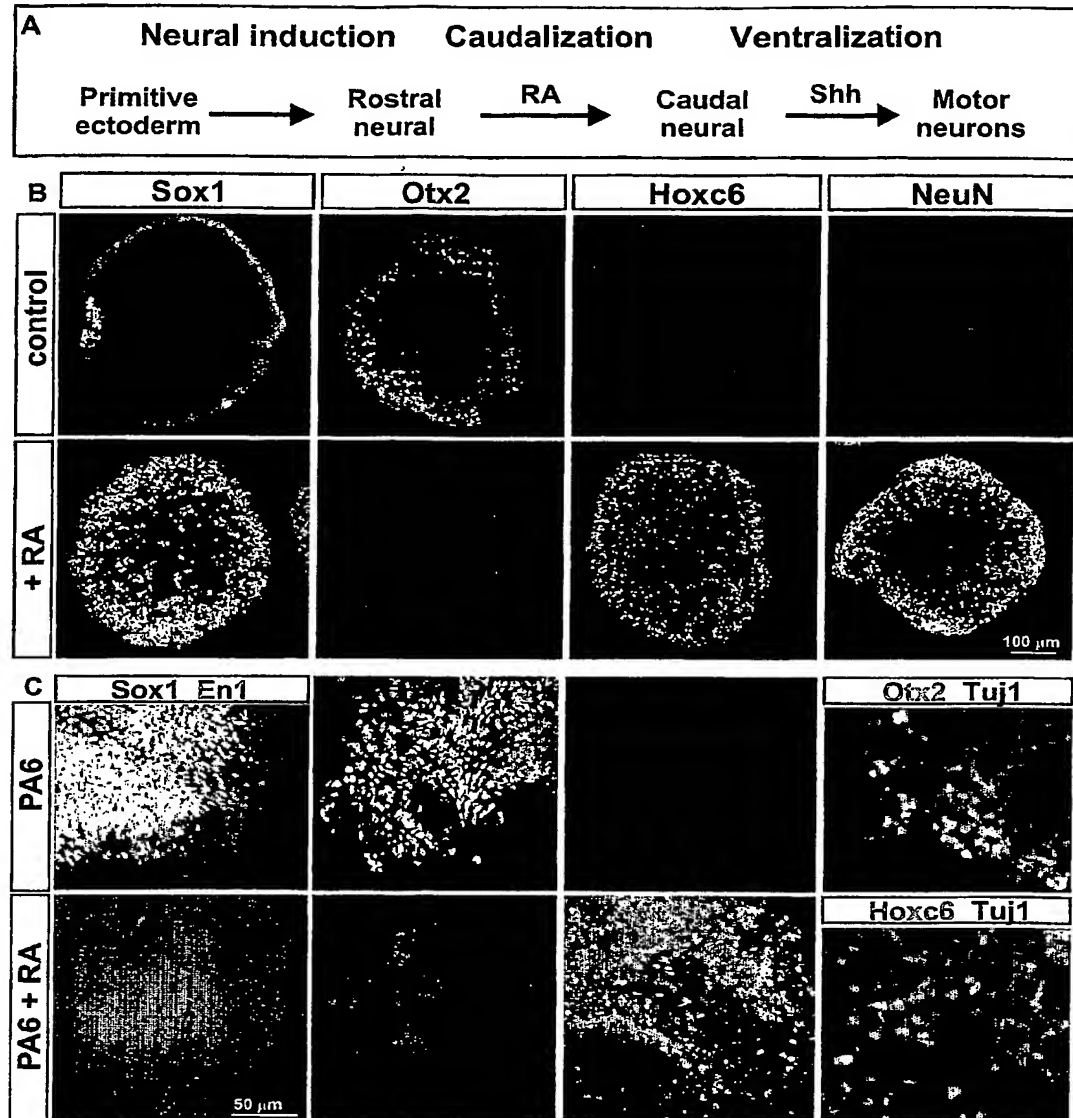 A
Neural induction Caudalization Ventralization
Primitive ectoderm Rostral neural RA Caudal neural Shh Motor neurons
B
Sox1 Otx2 Hoxc6 NeuN
control
+ RA
100 µm
C
Sox1 En1 Otx2 Tuj1
PA6
Hoxc6 Tuj1
PA6 + RA
50 µm